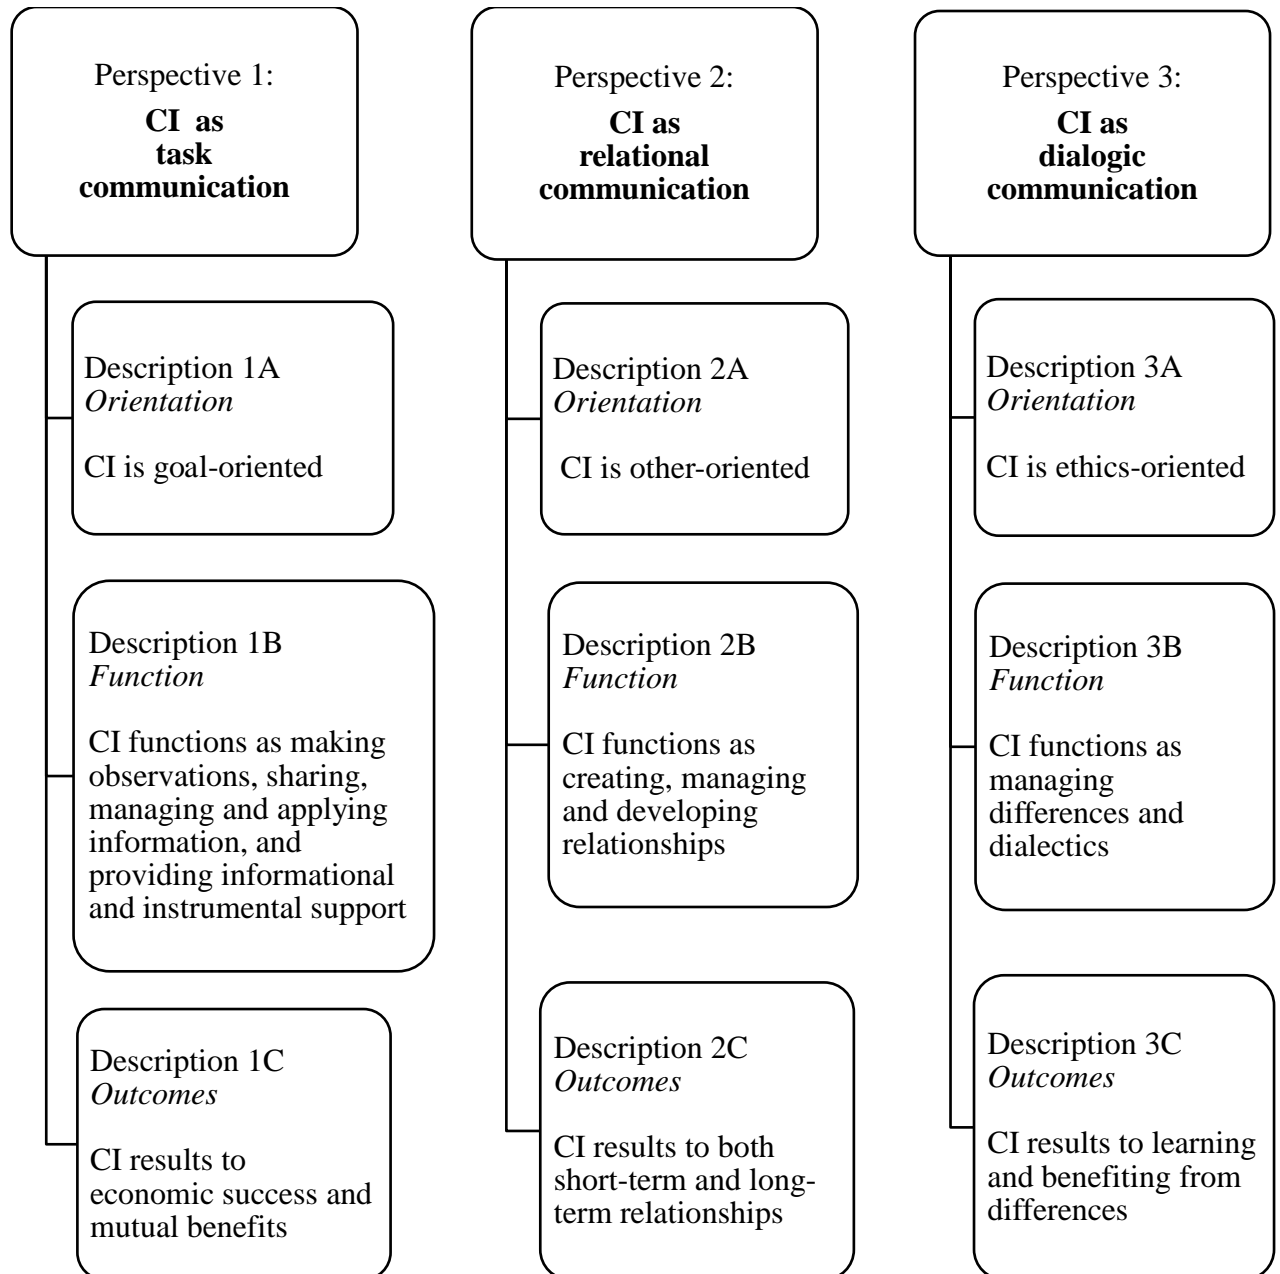 Perspective 1:
CI as
task
communication
Description 1A
Orientation
CI is goal-oriented
Description 1B
Function
CI functions as making
observations, sharing,
managing and applying
information, and
providing informational
and instrumental support
Description 1C
Outcomes
CI results to
economic success and
mutual benefits
Perspective 2:
CI as
relational
communication
Description 2A
Orientation
CI is other-oriented
Description 2B
Function
CI functions as
creating, managing
and developing
relationships
Description 2C
Outcomes
CI results to both
short-term and long-
term relationships
Perspective 3:
CI as
dialogic
communication
Description 3A
Orientation
CI is ethics-oriented
Description 3B
Function
CI functions as
managing
differences and
dialectics
Description 3C
Outcomes
CI results to learning
and benefiting from
differences